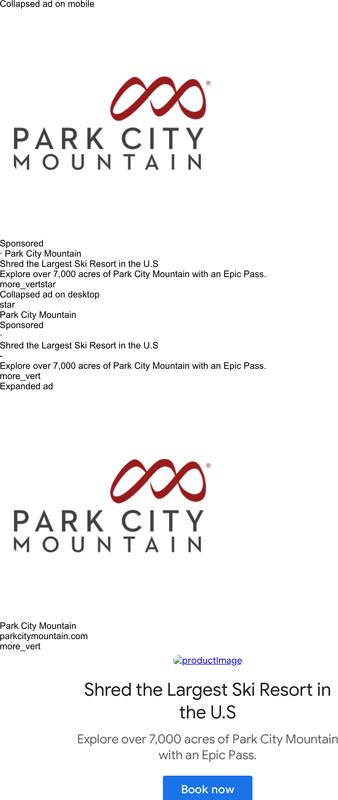 Collapsed ad on mobile
PARK CITY
MOUNTAIN
Sponsored
· Park City Mountain
Shred the Largest Ski Resort in the U.S
Explore over 7,000 acres of Park City Mountain with an Epic Pass.
more_vertstar
Collapsed ad on desktop
star
Park City Mountain
Sponsored
·
Shred the Largest Ski Resort in the U.S
-
Explore over 7,000 acres of Park City Mountain with an Epic Pass.
more_vert
Expanded ad
PARK CITY
MOUNTAIN
Park City Mountain
parkcitymountain.com
more_vert
productImage
Shred the Largest Ski Resort in
the U.S
Explore over 7,000 acres of Park City Mountain
with an Epic Pass.
Book now